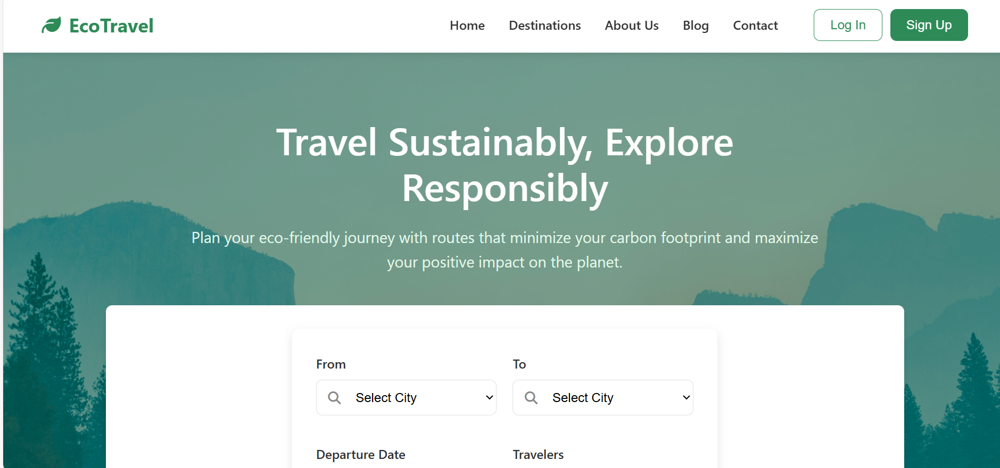 EcoTravel
Home
Destinations
About Us
Blog
Contact
Log In
Sign Up
Travel Sustainably, Explore
Responsibly
Plan your eco-friendly journey with routes that minimize your carbon footprint and maximize
your positive impact on the planet.
From
To
Select City
Select City
Departure Date
Travelers